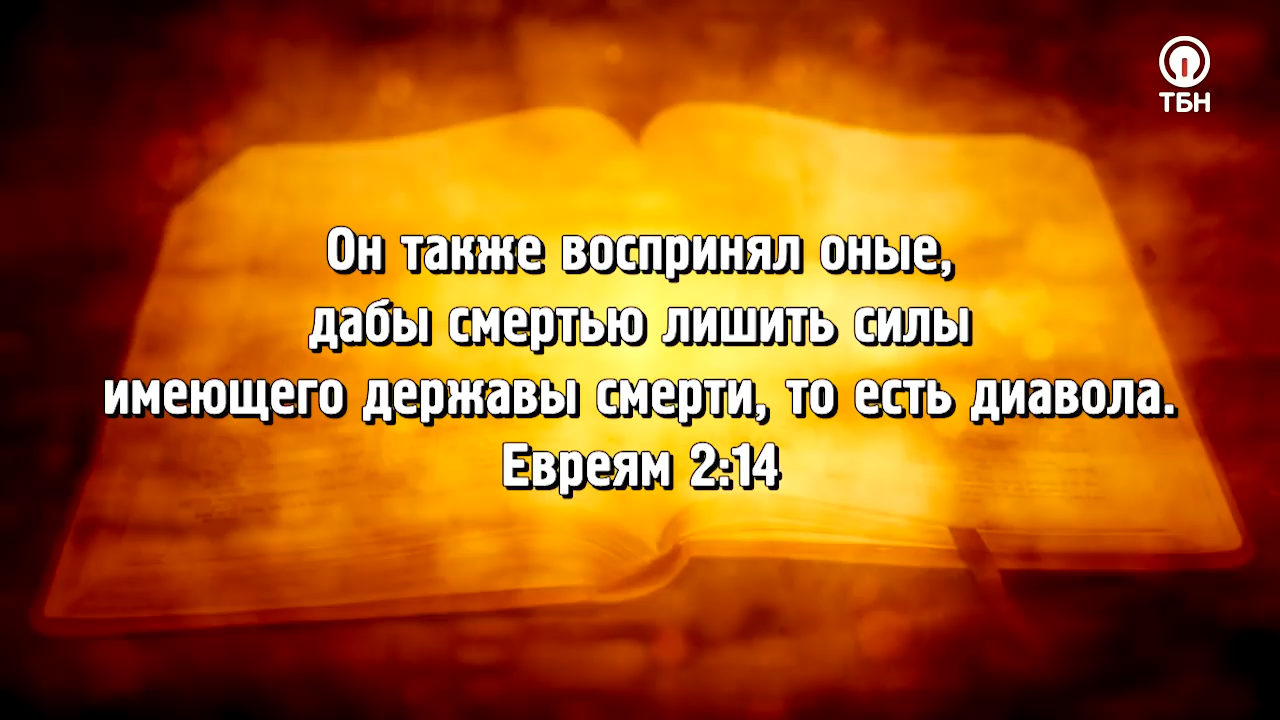 ТБН
Он также воспринял оные,
дабы смертью лишить силы
имеющего державы смерти, то есть диавола.
Евреям 2:14